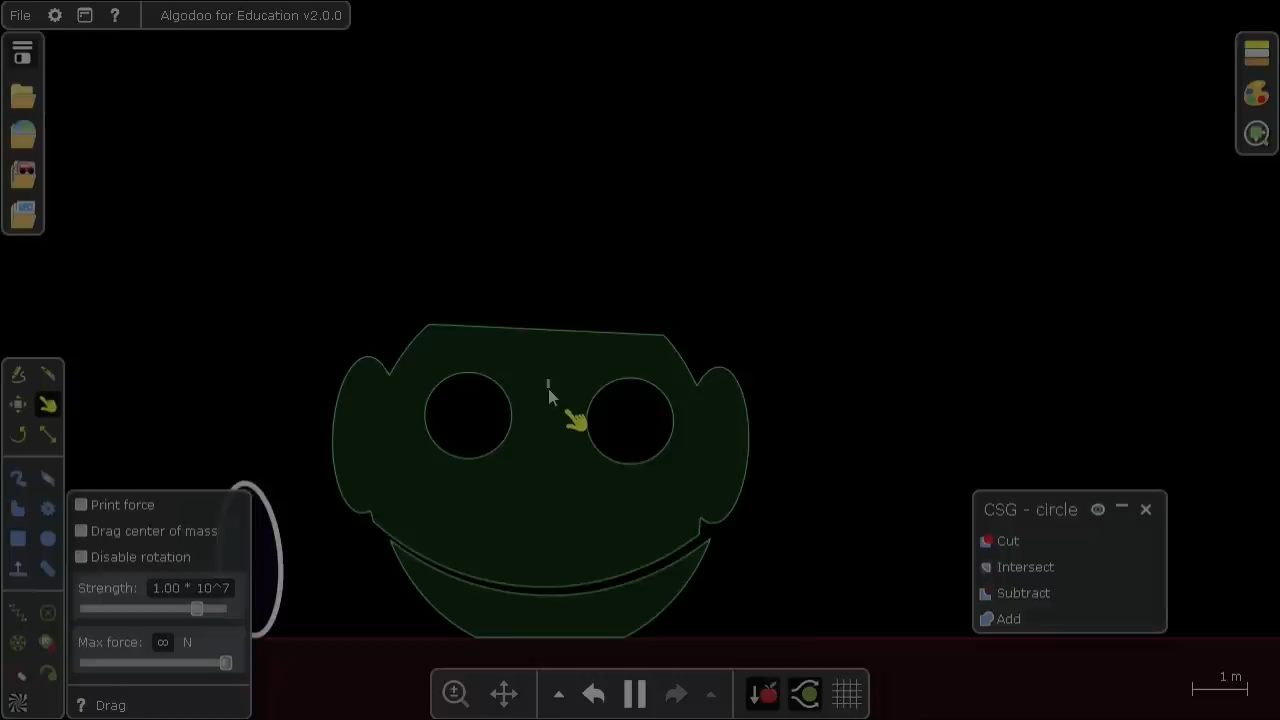 File ? Algodoo for Education v2.0.0
Print force
Drag center of mass
Disable rotation
Strength: 1.00 * 10^7
Max force: ∞ N
? Drag
CSG - circle
Cut
Intersect
Subtract
Add
1 m